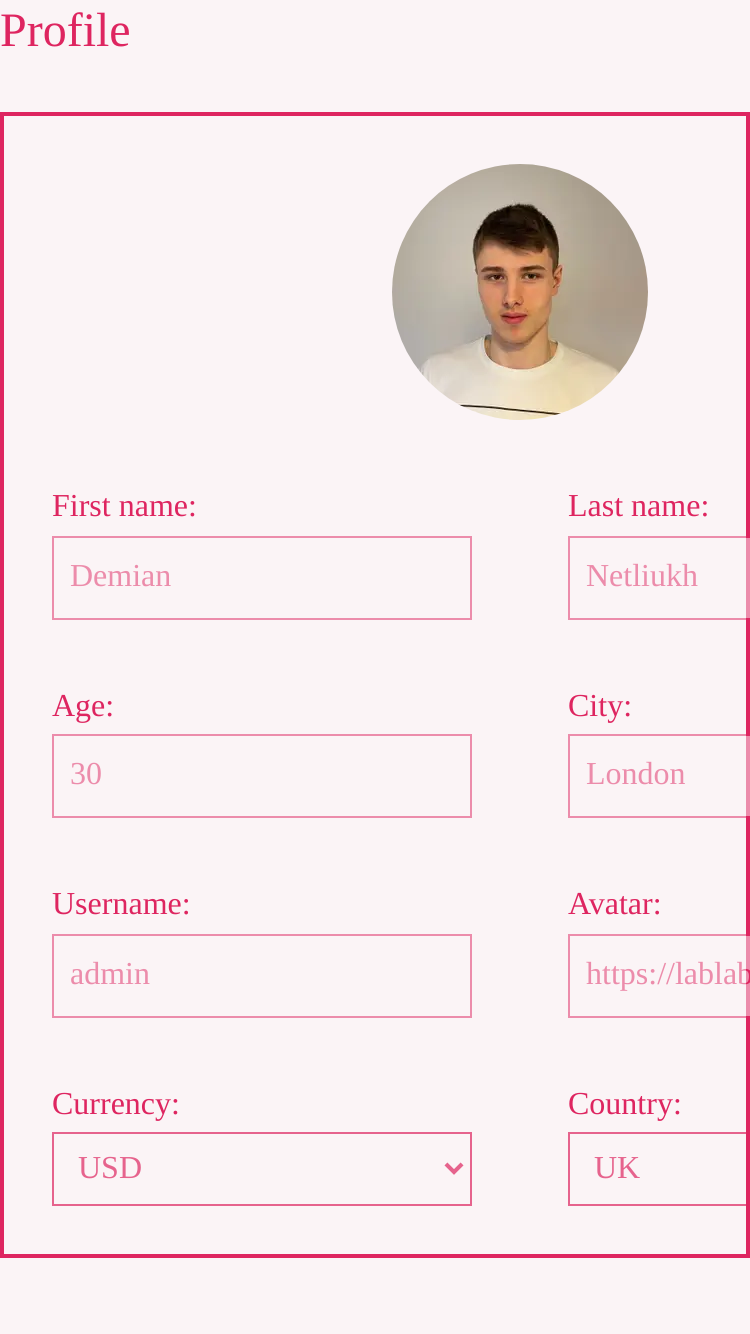 Profile
First name:
Last name:
Demian
Netliukh
Age:
City:
30
London
Username:
Avatar:
admin
https://lablab
Currency:
Country:
USD
UK